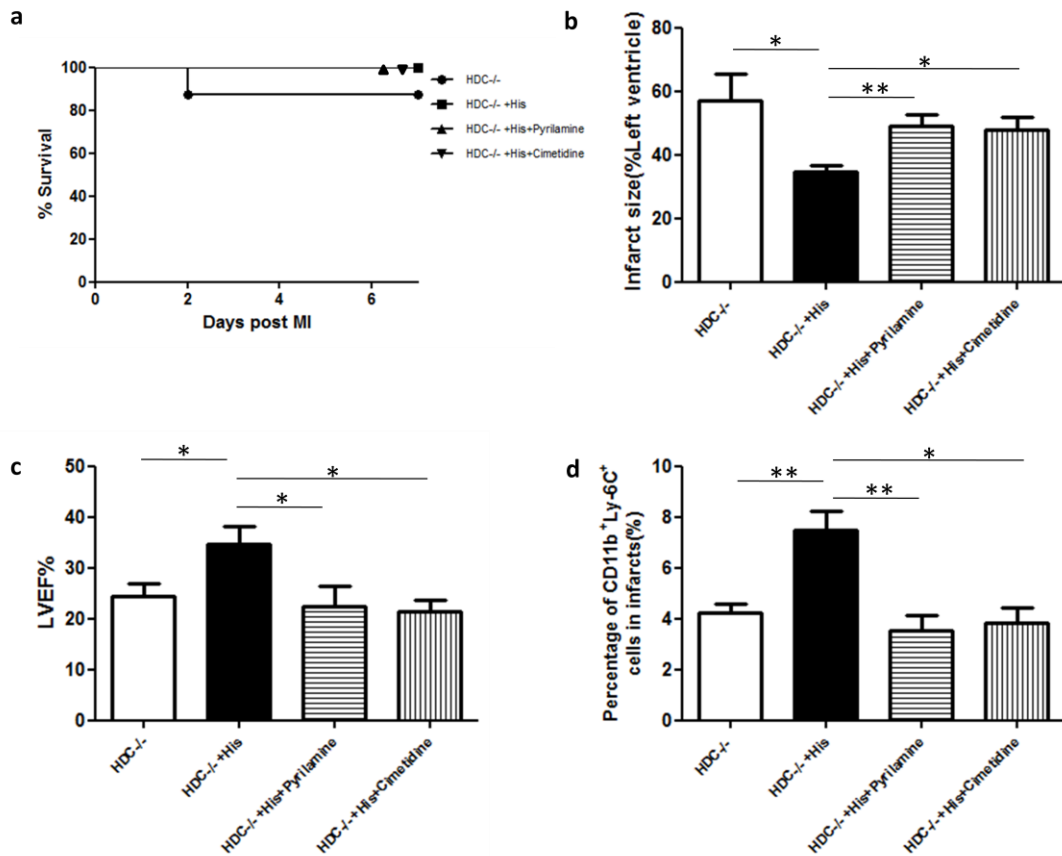 a
% Survival
100
80
60
40
20
0
0
2
4
6
Days post MI
HDC-/-
HDC-/- +His
HDC-/- +His+Pyrilamine
HDC-/- +His+Cimetidine
b
Infarct size(%Left ventricle)
80
60
40
20
0
*
**
*
HDC-/-
HDC-/- +His
HDC-/- +His+Pyrilamine
HDC-/- +His+Cimetidine
c
LVEF%
50
40
30
20
10
0
*
*
*
HDC-/-
HDC-/- +His
HDC-/- +His+Pyrilamine
HDC-/- +His+Cimetidine
d
Percentage of CD11b⁺Ly-6C⁺
cells in infarcts(%)
10
8
6
4
2
0
**
**
*
HDC-/-
HDC-/- +His
HDC-/- +His+Pyrilamine
HDC-/- +His+Cimetidine